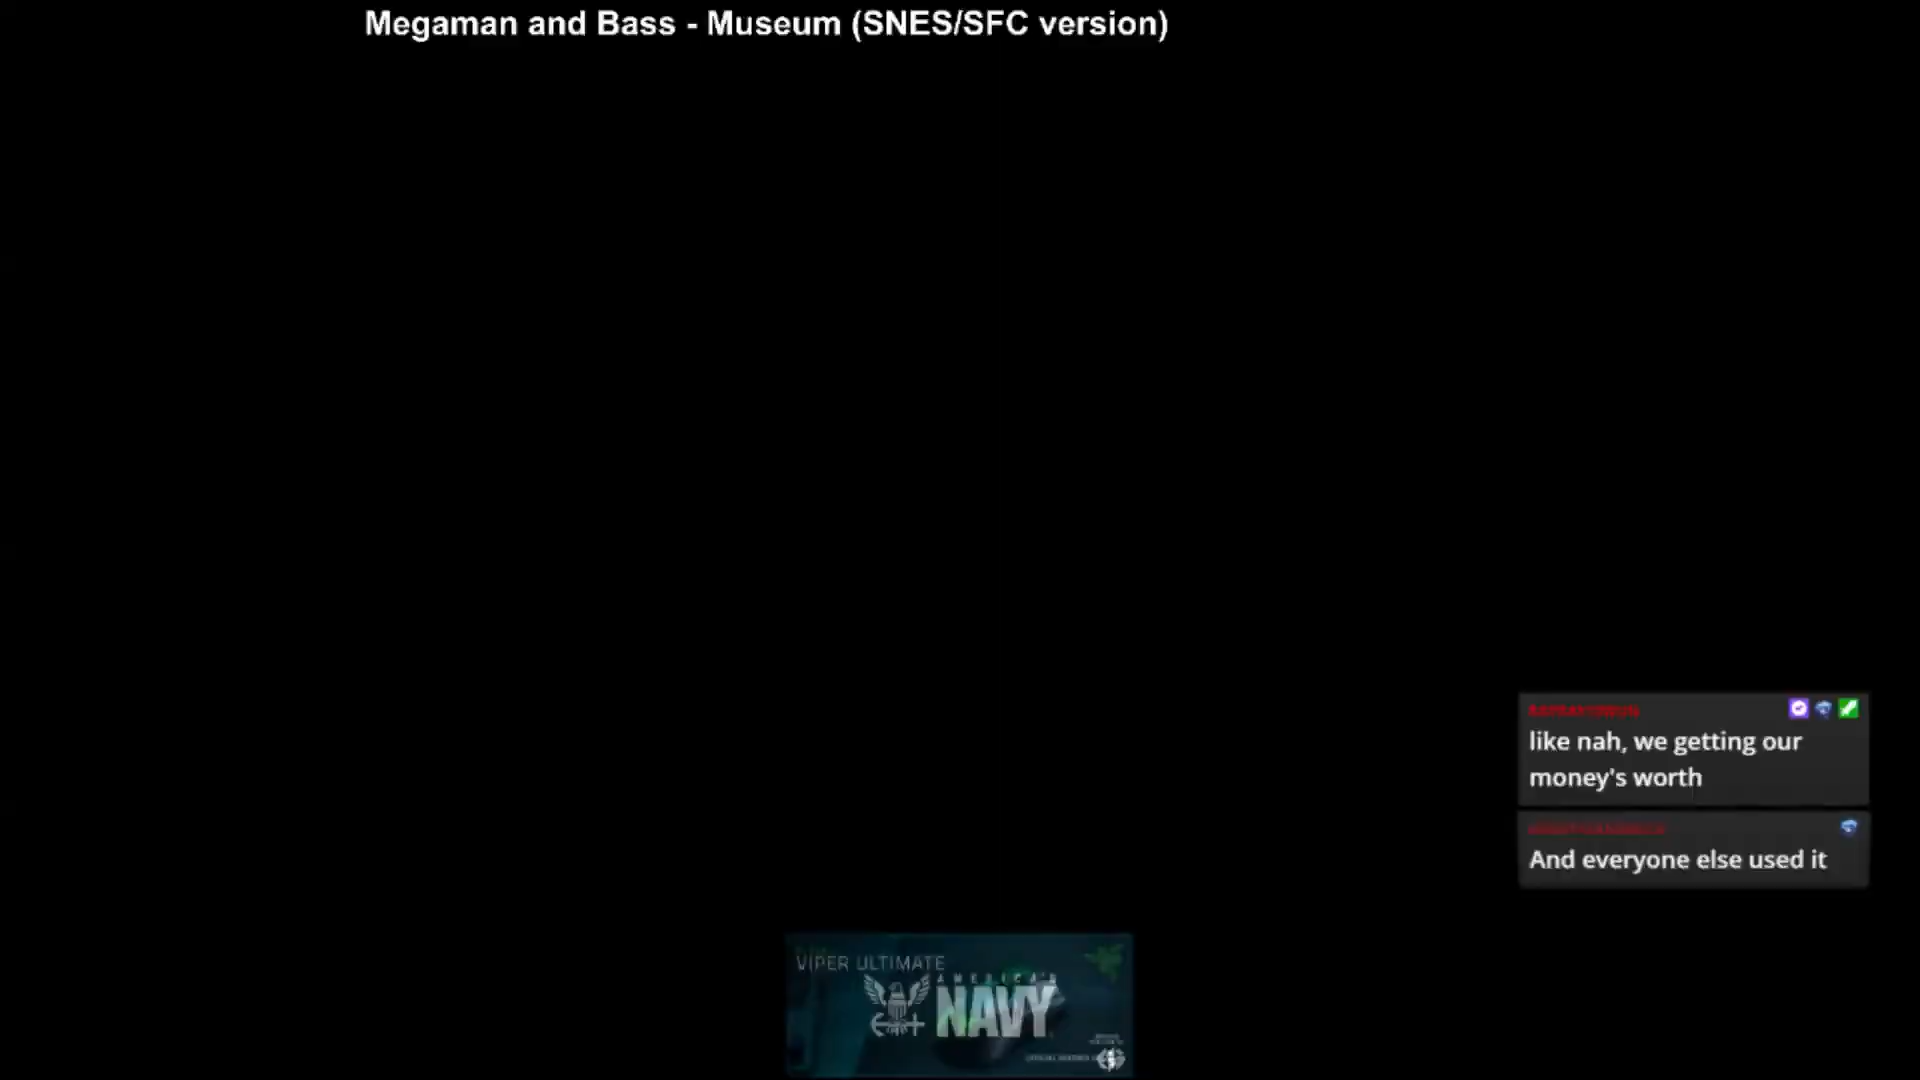 Megaman and Bass - Museum (SNES/SFC version)
like nah, we getting our
money's worth
And everyone else used it
VIPER ULTIMATE
AMERICA'S
NAVY